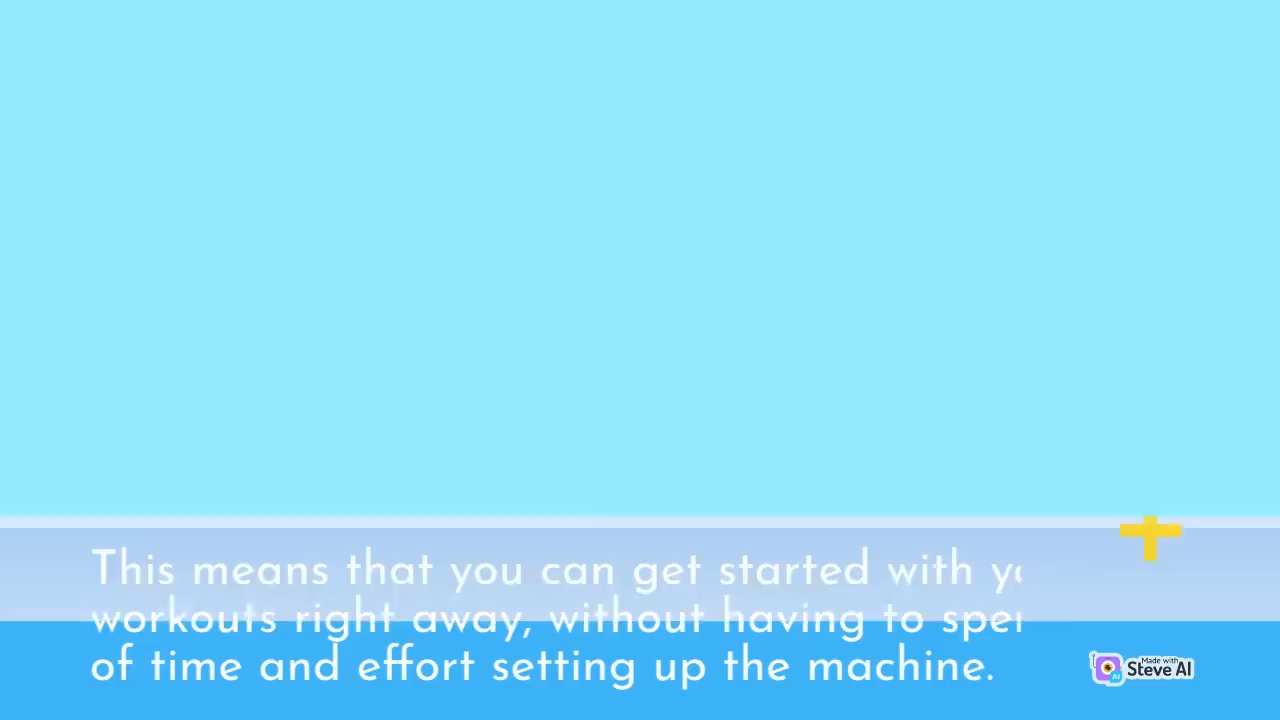 This means that you can get started with
workouts right away, without having to
of time and effort setting up the machine.
Made with
Steve AI
AI